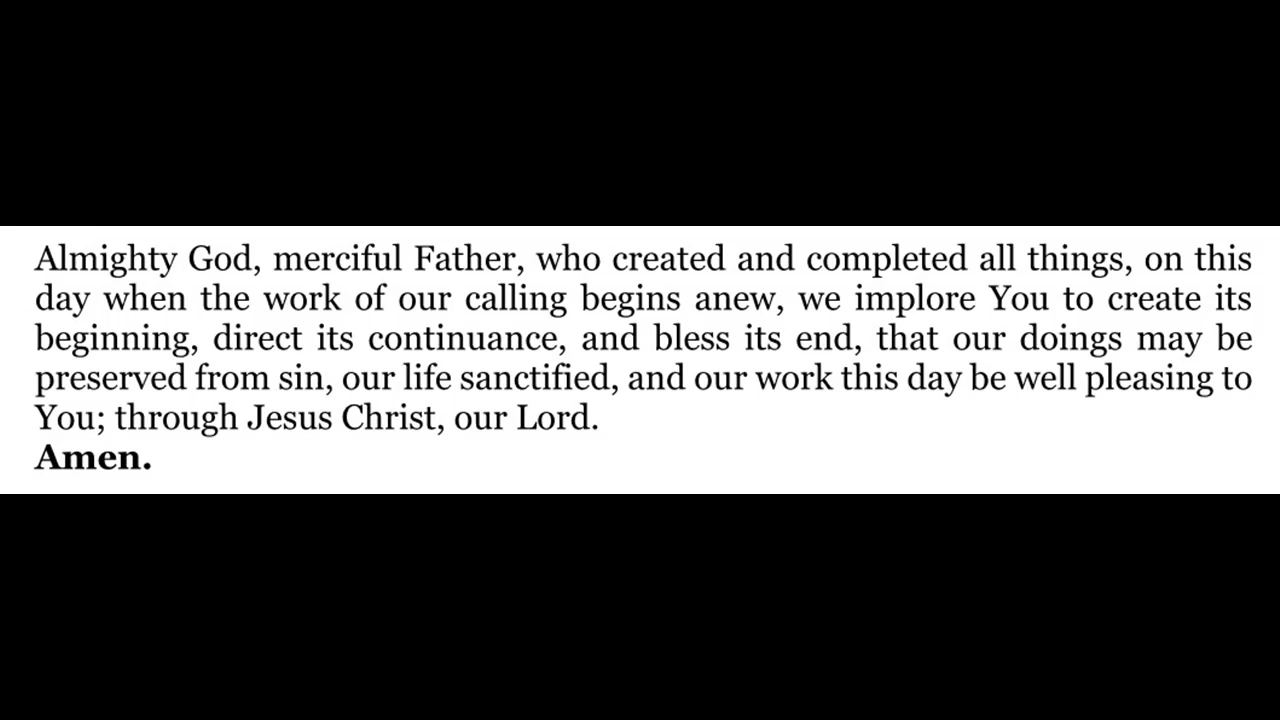 Almighty God, merciful Father, who created and completed all things, on this
day when the work of our calling begins anew, we implore You to create its
beginning, direct its continuance, and bless its end, that our doings may be
preserved from sin, our life sanctified, and our work this day be well pleasing to
You; through Jesus Christ, our Lord.
Amen.